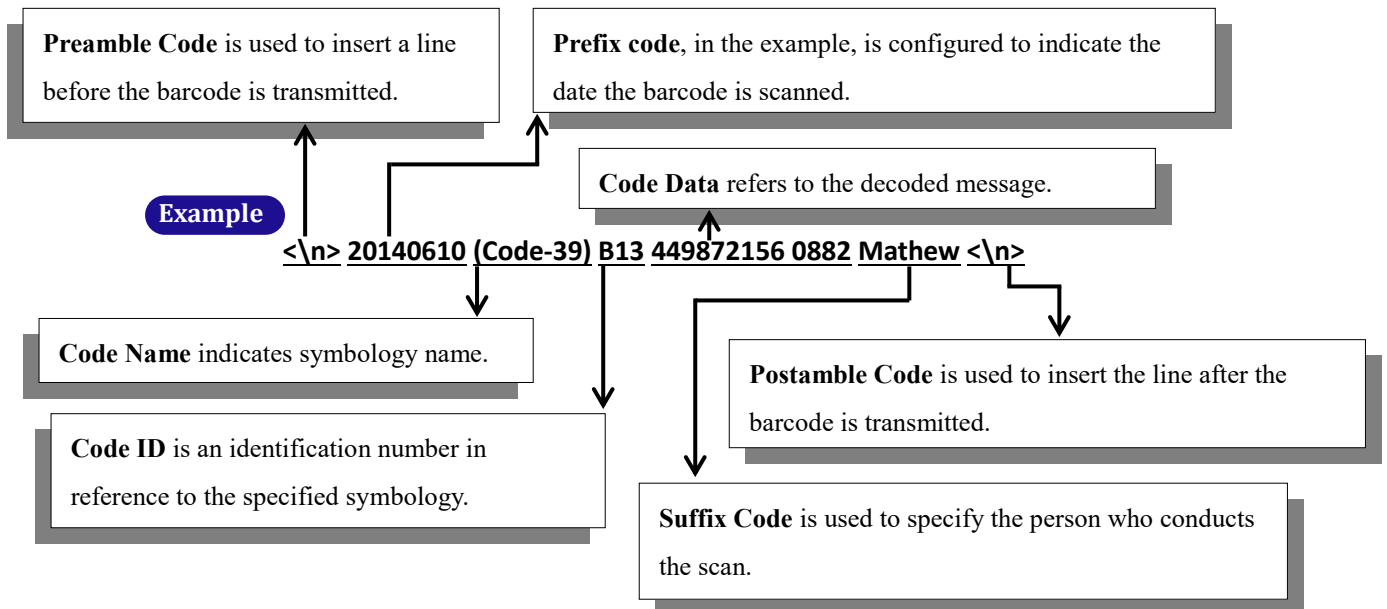 Preamble Code is used to insert a line
before the barcode is transmitted.
Prefix code, in the example, is configured to indicate the
date the barcode is scanned.
Code Data refers to the decoded message.
Example
<\n> 20140610 (Code-39) B13 449872156 0882 Mathew <\n>
Code Name indicates symbology name.
Postamble Code is used to insert the line after the
barcode is transmitted.
Code ID is an identification number in
reference to the specified symbology.
Suffix Code is used to specify the person who conducts
the scan.